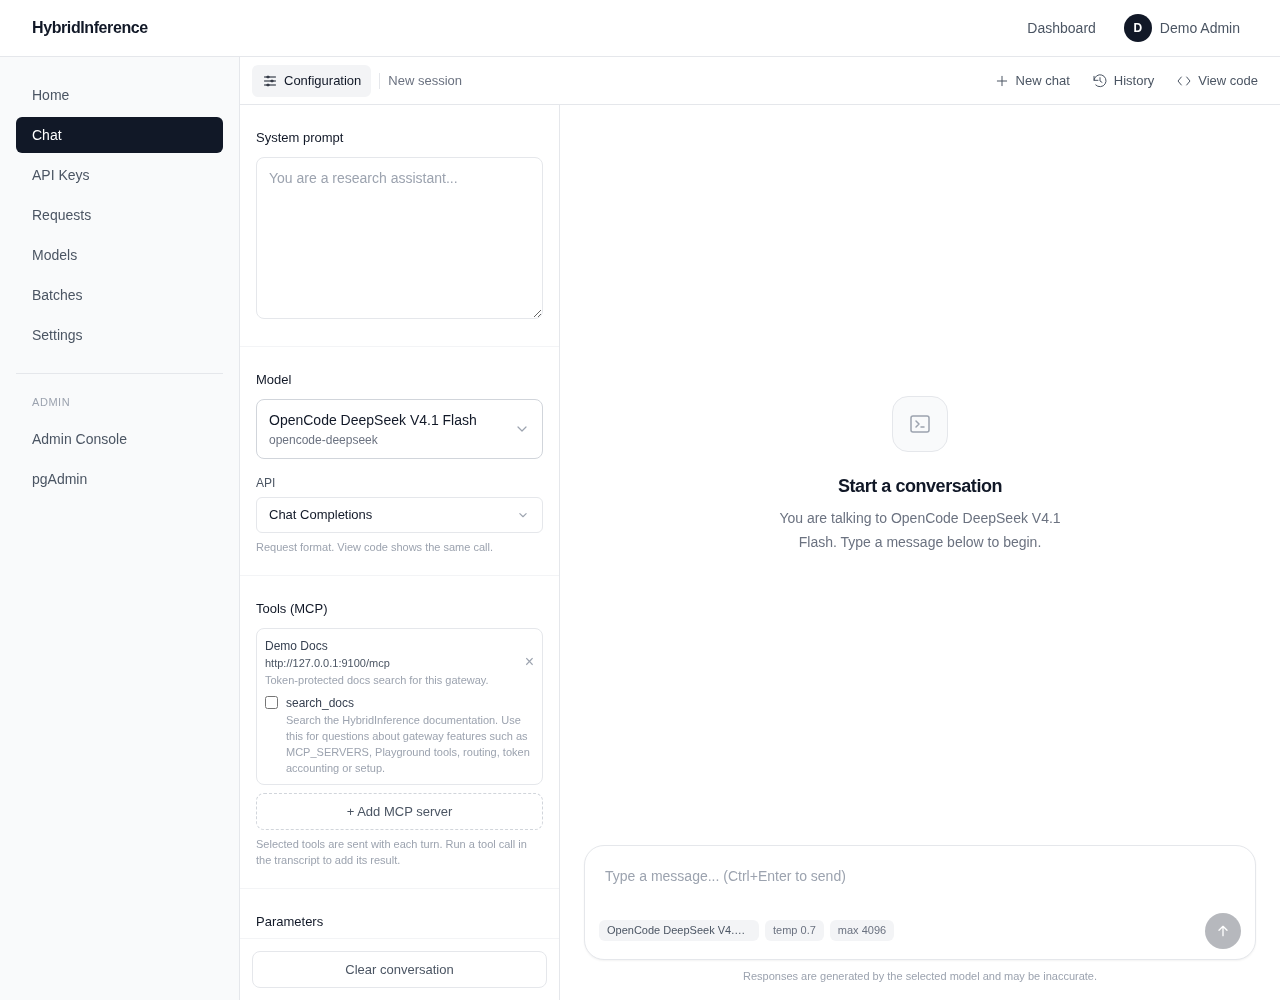 HybridInference
Dashboard
D
Demo Admin
Home
Chat
API Keys
Requests
Models
Batches
Settings
ADMIN
Admin Console
pgAdmin
Configuration
New session
New chat
History
View code
System prompt
You are a research assistant...
Model
OpenCode DeepSeek V4.1 Flash
opencode-deepseek
API
Chat Completions
Request format. View code shows the same call.
Tools (MCP)
Demo Docs
http://127.0.0.1:9100/mcp
Token-protected docs search for this gateway.
search_docs
Search the HybridInference documentation. Use
this for questions about gateway features such as
MCP_SERVERS, Playground tools, routing, token
accounting or setup.
+ Add MCP server
Selected tools are sent with each turn. Run a tool call in
the transcript to add its result.
Parameters
Clear conversation
Start a conversation
You are talking to OpenCode DeepSeek V4.1
Flash. Type a message below to begin.
Type a message... (Ctrl+Enter to send)
OpenCode DeepSeek V4.…
temp 0.7
max 4096
Responses are generated by the selected model and may be inaccurate.